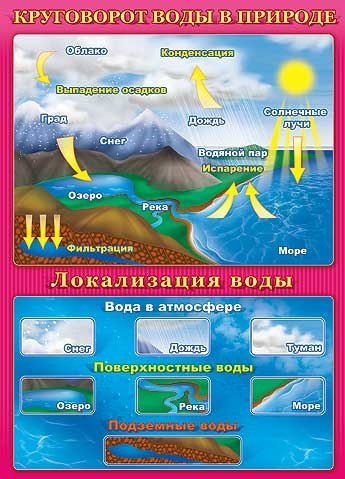 КРУГОВОРОТ ВОДЫ В ПРИРОДЕ
Облако
Конденсация
Выпадение осадков
Град
Дождь
Солнечные
лучи
Снег
Водяной пар
Испарение
Озеро
Река
Фильтрация
Море
Локализация воды
Вода в атмосфере
Снег
Дождь
Туман
Поверхностные воды
Озеро
Река
Море
Подземные воды